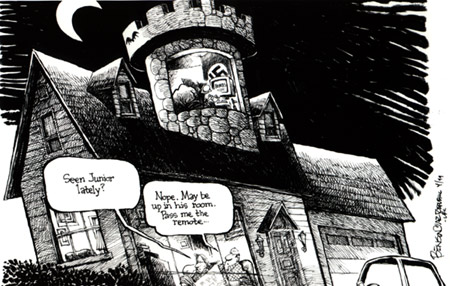 Seen Junior
lately?
Nope. May be
up in his room.
Pass me the
remote...